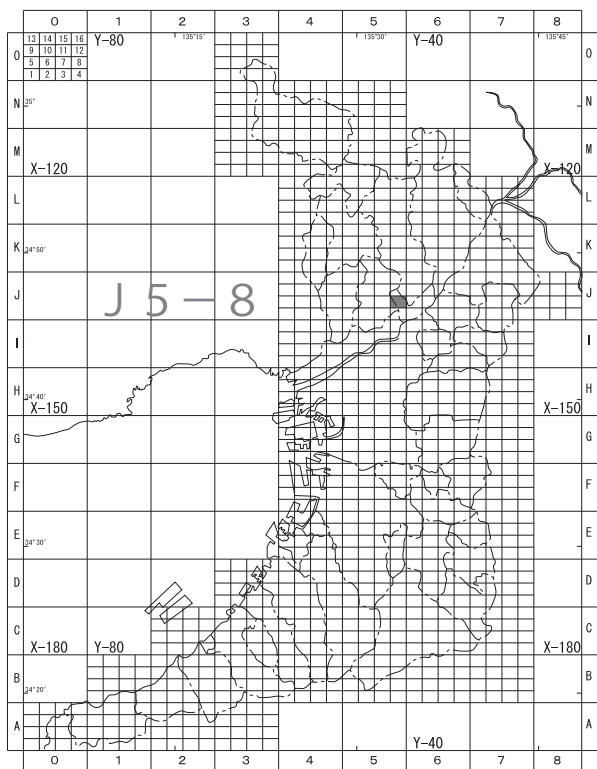 0 1 2 3 4 5 6 7 8
13 14 15 16 Y-80 135°15' 135°30' Y-40 135°45'
9 10 11 12
O O
5 6 7 8
1 2 3 4
N 35° N
M M
X-120 X-120
L L
K 34°50' K
J J5-8 J
I I
H 34°40' H
X-150 X-150
G G
F F
E 34°30' E
D D
C C
X-180 Y-80 X-180
B 34°20' B
A A
Y-40
0 1 2 3 4 5 6 7 8